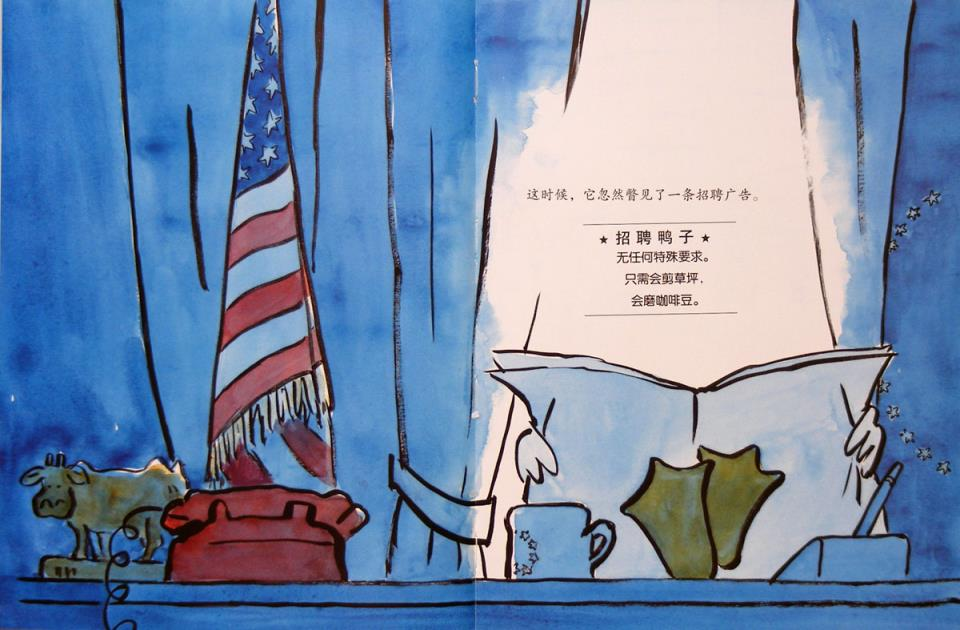 这时候，它忽然瞥见了一条招聘广告。
★招聘鸭子★
无任何特殊要求。
只需会剪草坪，
会磨咖啡豆。